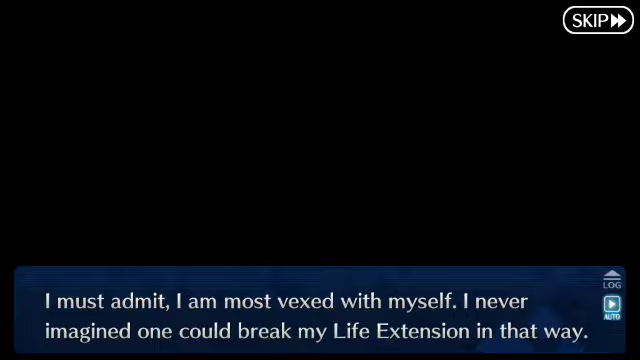 SKIP
I must admit, I am most vexed with myself. I never
imagined one could break my Life Extension in that way.
LOG
AUTO